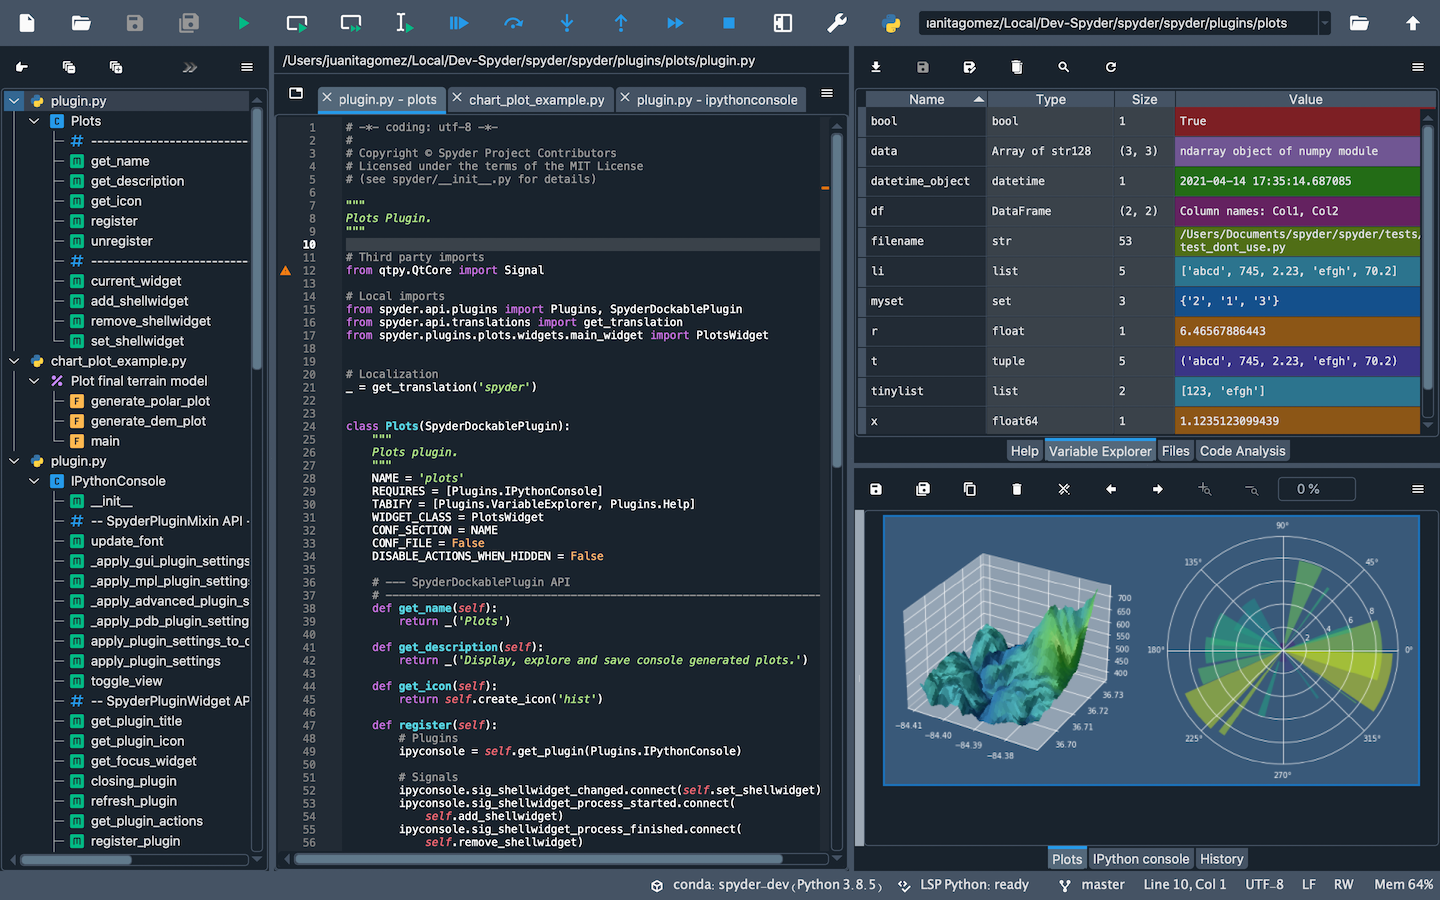 ıanitagomez/Local/Dev-Spyder/spyder/spyder/plugins/plots
plugin.py
Plots
# ------------------------
get_name
get_description
get_icon
register
unregister
# ------------------------
current_widget
add_shellwidget
remove_shellwidget
set_shellwidget
chart_plot_example.py
Plot final terrain model
F generate_polar_plot
F generate_dem_plot
F main
plugin.py
C IPythonConsole
__init__
# -- SpyderPluginMixin API -
update_font
_apply_gui_plugin_settings
_apply_mpl_plugin_setting
_apply_advanced_plugin_s
_apply_pdb_plugin_setting
apply_plugin_settings_to_c
apply_plugin_settings
toggle_view
# -- SpyderPluginWidget AP
get_plugin_title
get_plugin_icon
get_focus_widget
closing_plugin
refresh_plugin
get_plugin_actions
register_plugin
/Users/juanitagomez/Local/Dev-Spyder/spyder/spyder/plugins/plots/plugin.py
plugin.py - plots
chart_plot_example.py
plugin.py - ipythonconsole
1 # -*- coding: utf-8 -*-
2 #
3 # Copyright © Spyder Project Contributors
4 # Licensed under the terms of the MIT License
5 # (see spyder/__init__.py for details)
6
7 """
8 Plots Plugin.
9 """
10
11 # Third party imports
12 from qtpy.QtCore import Signal
13
14 # Local imports
15 from spyder.api.plugins import Plugins, SpyderDockablePlugin
16 from spyder.api.translations import get_translation
17 from spyder.plugins.plots.widgets.main_widget import PlotsWidget
18
19
20 # Localization
21 _ = get_translation('spyder')
22
23
24 class Plots(SpyderDockablePlugin):
25 """
26 Plots plugin.
27 """
28 NAME = 'plots'
29 REQUIRES = [Plugins.IPythonConsole]
30 TABIFY = [Plugins.VariableExplorer, Plugins.Help]
31 WIDGET_CLASS = PlotsWidget
32 CONF_SECTION = NAME
33 CONF_FILE = False
34 DISABLE_ACTIONS_WHEN_HIDDEN = False
35
36 # --- SpyderDockablePlugin API
37 # ------------------------------------------------------------------
38 def get_name(self):
39 return _('Plots')
40
41 def get_description(self):
42 return _('Display, explore and save console generated plots.')
43
44 def get_icon(self):
45 return self.create_icon('hist')
46
47 def register(self):
48 # Plugins
49 ipyconsole = self.get_plugin(Plugins.IPythonConsole)
50
51 # Signals
52 ipyconsole.sig_shellwidget_changed.connect(self.set_shellwidget)
53 ipyconsole.sig_shellwidget_process_started.connect(
54 self.add_shellwidget)
55 ipyconsole.sig_shellwidget_process_finished.connect(
56 self.remove_shellwidget)
Name Type Size Value
bool bool 1 True
data Array of str128 (3, 3) ndarray object of numpy module
datetime_object datetime 1 2021-04-14 17:35:14.687085
df DataFrame (2, 2) Column names: Col1, Col2
filename str 53 /Users/Documents/spyder/spyder/tests/
test_dont_use.py
li list 5 ['abcd', 745, 2.23, 'efgh', 70.2]
myset set 3 {'2', '1', '3'}
r float 1 6.46567886443
t tuple 5 ('abcd', 745, 2.23, 'efgh', 70.2)
tinylist list 2 [123, 'efgh']
x float64 1 1.1235123099439
Help Variable Explorer Files Code Analysis
0 %
700
650
600
550
500
450
400
36.73
36.72
36.71
36.70
−84.41
−84.40
−84.39
−84.38
90°
45°
0°
315°
270°
225°
180°
135°
2
4
6
8
Plots IPython console History
conda: spyder_dev (Python 3.8.5) LSP Python: ready master Line 10, Col 1 UTF-8 LF RW Mem 64%